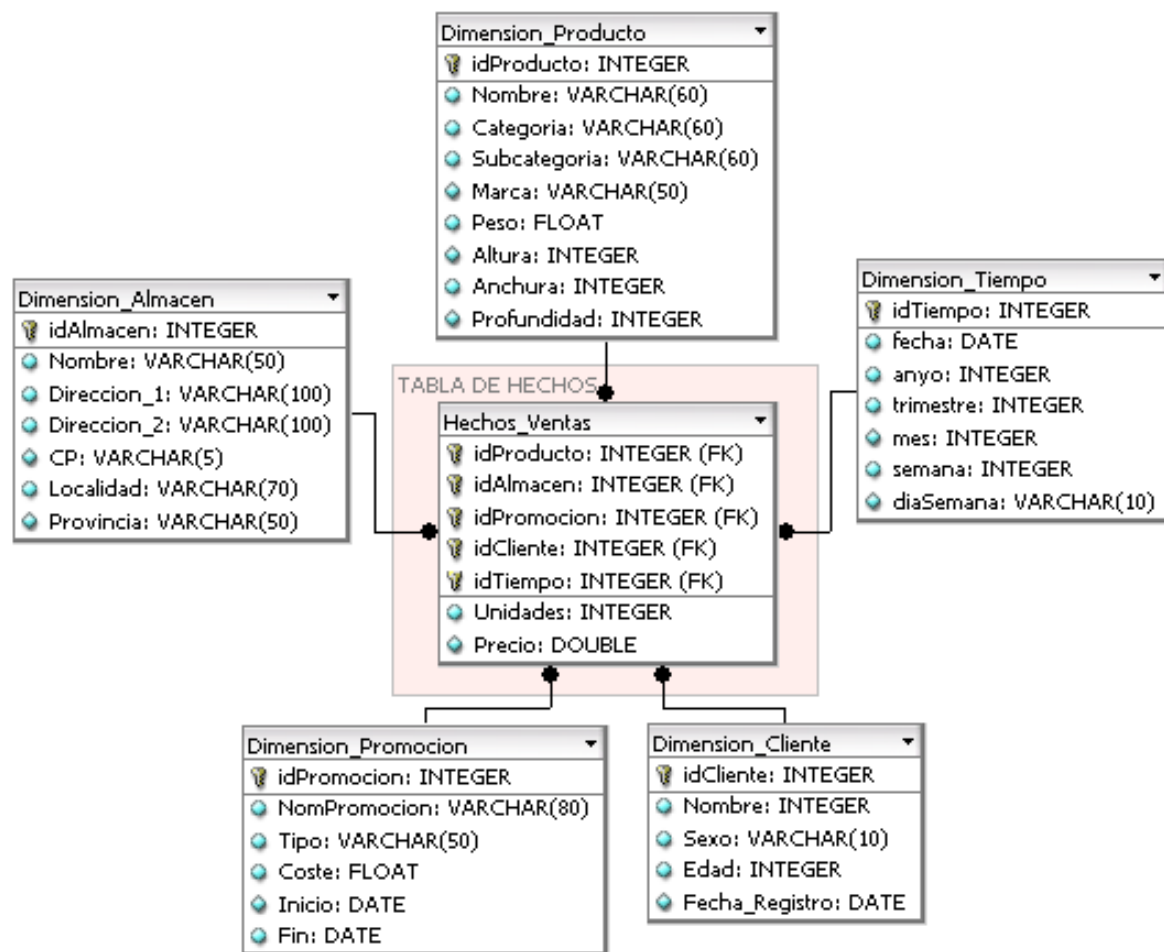 Dimension_Producto
idProducto: INTEGER
Nombre: VARCHAR(60)
Categoria: VARCHAR(60)
Subcategoria: VARCHAR(60)
Marca: VARCHAR(50)
Peso: FLOAT
Altura: INTEGER
Anchura: INTEGER
Profundidad: INTEGER
Dimension_Almacen
idAlmacen: INTEGER
Nombre: VARCHAR(50)
Direccion_1: VARCHAR(100)
Direccion_2: VARCHAR(100)
CP: VARCHAR(5)
Localidad: VARCHAR(70)
Provincia: VARCHAR(50)
Dimension_Tiempo
idTiempo: INTEGER
fecha: DATE
anyo: INTEGER
trimestre: INTEGER
mes: INTEGER
semana: INTEGER
diaSemana: VARCHAR(10)
TABLA DE HECHOS
Hechos_Ventas
idProducto: INTEGER (FK)
idAlmacen: INTEGER (FK)
idPromocion: INTEGER (FK)
idCliente: INTEGER (FK)
idTiempo: INTEGER (FK)
Unidades: INTEGER
Precio: DOUBLE
Dimension_Promocion
idPromocion: INTEGER
NomPromocion: VARCHAR(80)
Tipo: VARCHAR(50)
Coste: FLOAT
Inicio: DATE
Fin: DATE
Dimension_Cliente
idCliente: INTEGER
Nombre: INTEGER
Sexo: VARCHAR(10)
Edad: INTEGER
Fecha_Registro: DATE